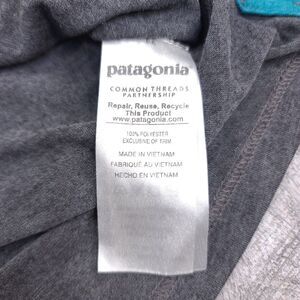 patagonia
COMMON THREADS
PARTNERSHIP
Repair, Reuse, Recycle
This Product
www.patagonia.com
100% POLYESTER
EXCLUSIVE OF TRIM
MADE IN VIETNAM
FABRIQUÉ AU VIETNAM
HECHO EN VIETNAM